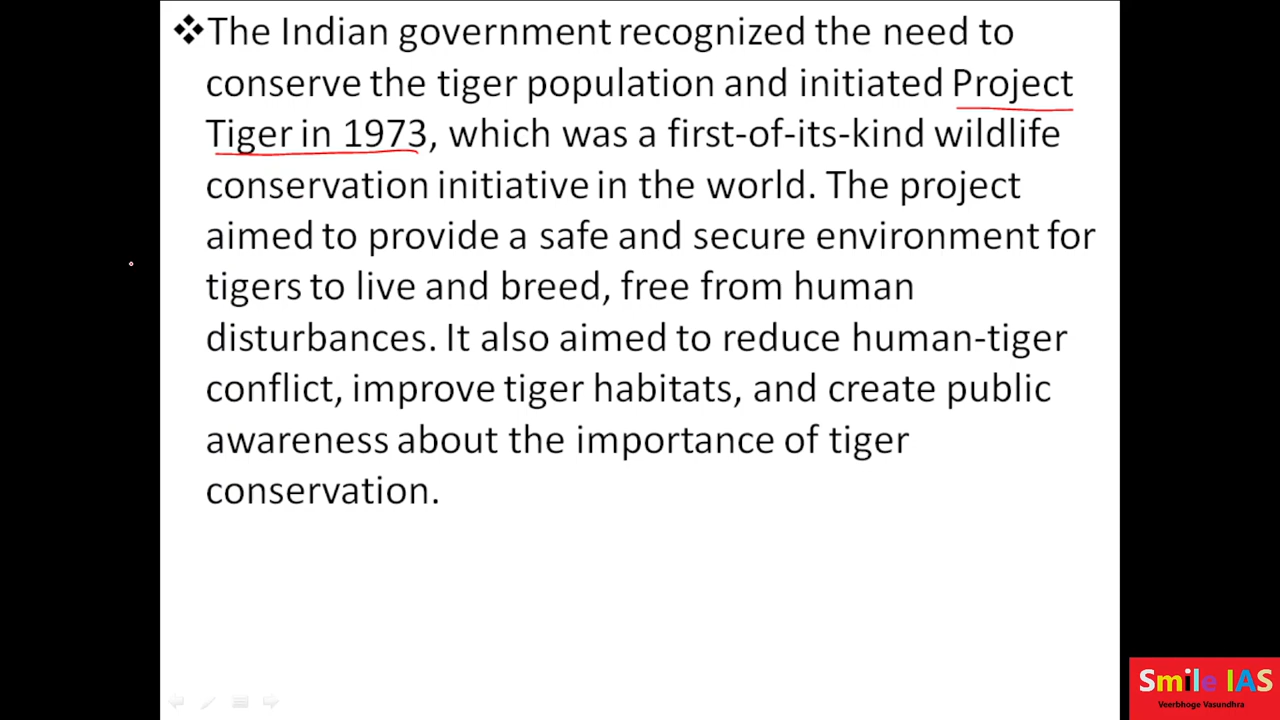 ❖The Indian government recognized the need to
conserve the tiger population and initiated Project
Tiger in 1973, which was a first-of-its-kind wildlife
conservation initiative in the world. The project
aimed to provide a safe and secure environment for
tigers to live and breed, free from human
disturbances. It also aimed to reduce human-tiger
conflict, improve tiger habitats, and create public
awareness about the importance of tiger
conservation.
Smile IAS
Veerbhoge Vasundhra